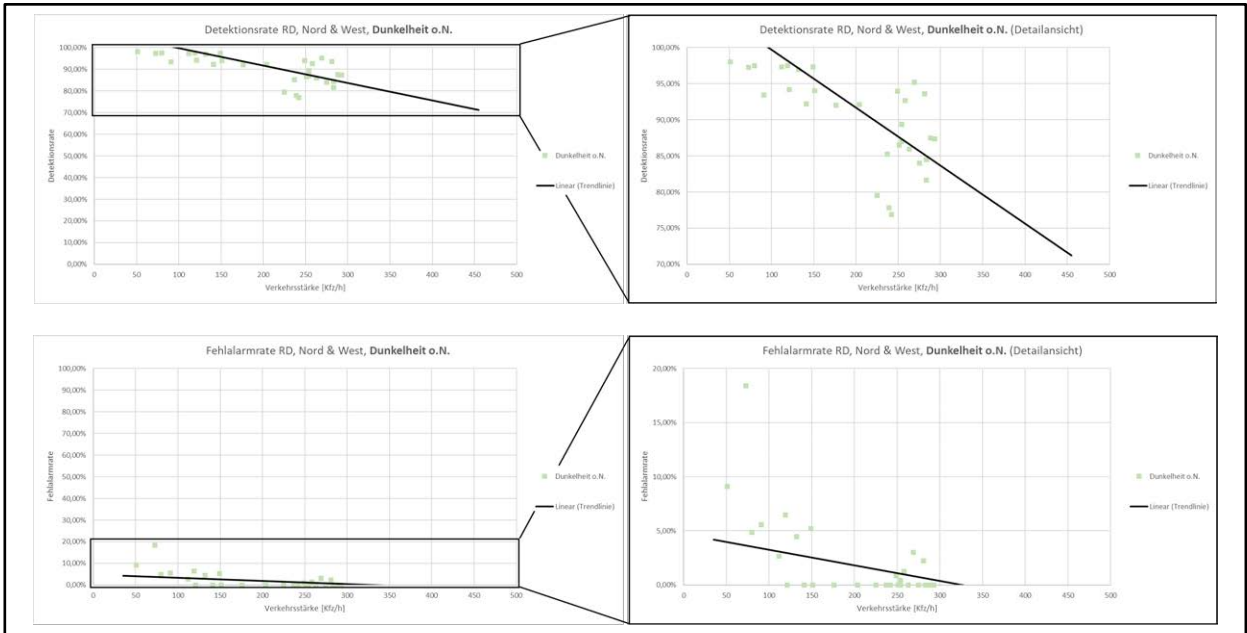 Detektionsrate RD, Nord & West, Dunkelheit o.N.
100,00%
90,00%
80,00%
70,00%
60,00%
50,00%
40,00%
30,00%
20,00%
10,00%
0,00%
Detektionsrate
0 50 100 150 200 250 300 350 400 450 500
Verkehrsstärke [Kfz/h]
Dunkelheit o.N.
Linear (Trendlinie)
Detektionsrate RD, Nord & West, Dunkelheit o.N. (Detailansicht)
100,00%
95,00%
90,00%
85,00%
80,00%
75,00%
70,00%
Detektionsrate
0 50 100 150 200 250 300 350 400 450 500
Verkehrsstärke [Kfz/h]
Dunkelheit o.N.
Linear (Trendlinie)
Fehlalarmrate RD, Nord & West, Dunkelheit o.N.
100,00%
90,00%
80,00%
70,00%
60,00%
50,00%
40,00%
30,00%
20,00%
10,00%
0,00%
Fehlalarmrate
0 50 100 150 200 250 300 350 400 450 500
Verkehrsstärke [Kfz/h]
Dunkelheit o.N.
Linear (Trendlinie)
Fehlalarmrate RD, Nord & West, Dunkelheit o.N. (Detailansicht)
20,00%
15,00%
10,00%
5,00%
0,00%
Fehlalarmrate
0 50 100 150 200 250 300 350 400 450 500
Verkehrsstärke [Kfz/h]
Dunkelheit o.N.
Linear (Trendlinie)